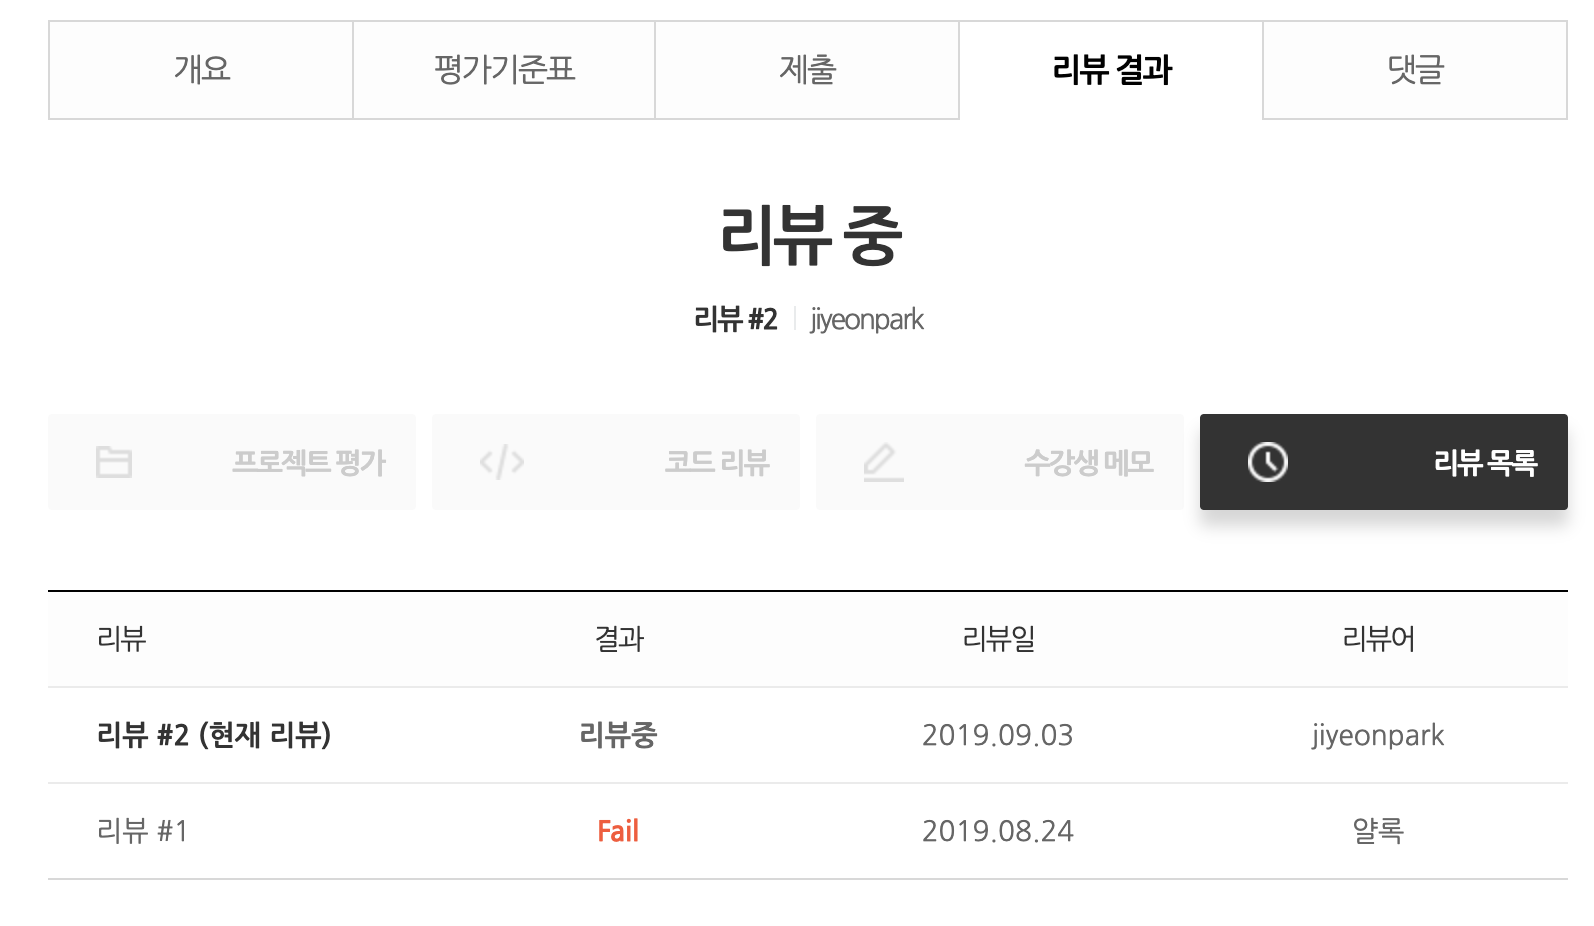 개요 평가기준표 제출 리뷰 결과 댓글
리뷰 중
리뷰 #2 jiyeonpark
프로젝트 평가 코드 리뷰 수강생 메모 리뷰 목록
리뷰 결과 리뷰일 리뷰어
리뷰 #2 (현재 리뷰) 리뷰중 2019.09.03 jiyeonpark
리뷰 #1 Fail 2019.08.24 얄록